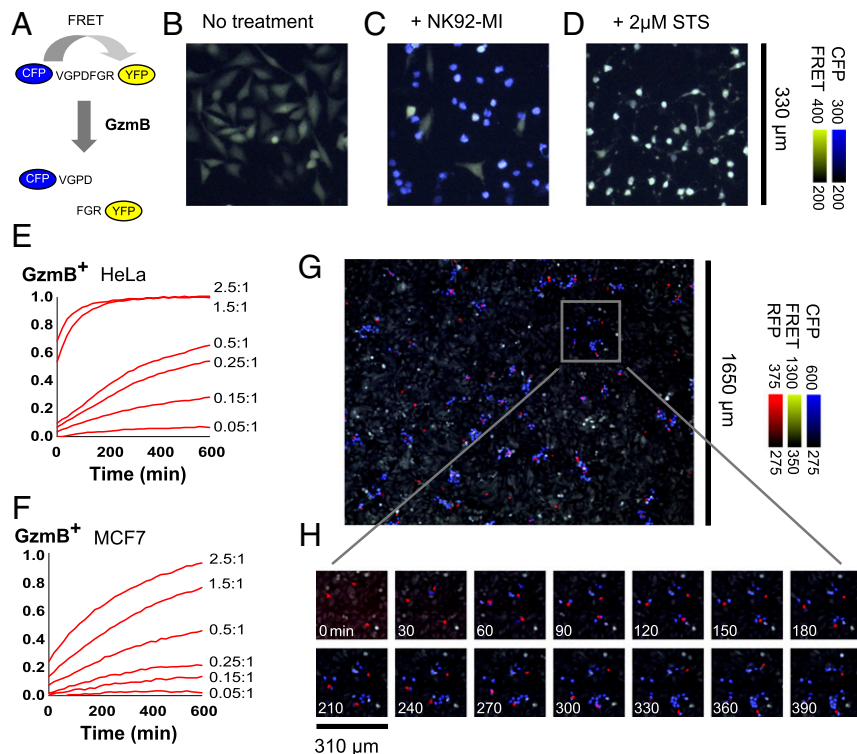 A
FRET
CFP VGPDFGR YFP
GzmB
CFP VGPD
FGR YFP
B No treatment
C + NK92-MI
D + 2µM STS
330 µm
FRET 400 200
CFP 300 200
E
GzmB+ HeLa
1.0
0.8
0.6
0.4
0.2
0.0
2.5:1
1.5:1
0.5:1
0.25:1
0.15:1
0.05:1
0 200 400 600
Time (min)
F
GzmB+ MCF7
1.0
0.8
0.6
0.4
0.2
0.0
2.5:1
1.5:1
0.5:1
0.25:1
0.15:1
0.05:1
0 200 400 600
Time (min)
G
1650 µm
RFP 375 275
FRET 1300 350
CFP 600 275
H
0 min 30 60 90 120 150 180
210 240 270 300 330 360 390
310 µm